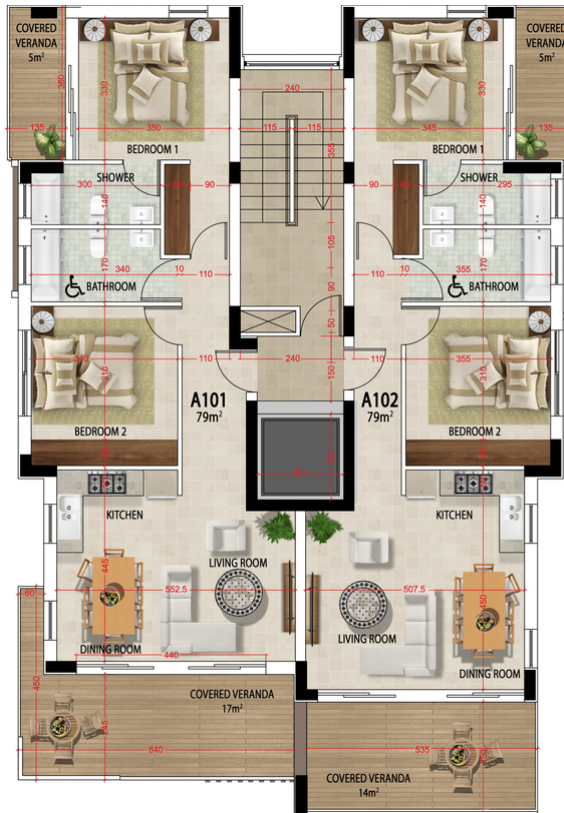 COVERED
VERANDA
5m²
COVERED
VERANDA
5m²
360
330
240
330
135
350
115
115
345
135
BEDROOM 1
BEDROOM 1
355
SHOWER
SHOWER
300
90
90
295
140
140
105
170
170
340
10
110
110
10
355
BATHROOM
BATHROOM
90
50
110
240
110
355
310
150
310
A101
79m²
A102
79m²
BEDROOM 2
BEDROOM 2
KITCHEN
KITCHEN
LIVING ROOM
445
552.5
507.5
450
60
LIVING ROOM
DINING ROOM
440
DINING ROOM
450
COVERED VERANDA
17m²
245
640
535
COVERED VERANDA
14m²